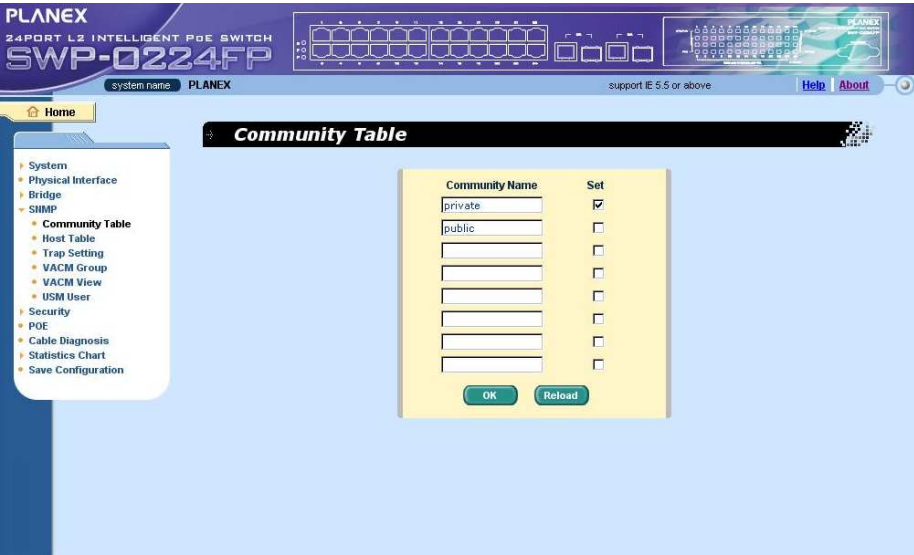 PLANEX
24PORT L2 INTELLIGENT PoE SWITCH
SWP-0224FP
PLANEX
system name PLANEX support IE 5.5 or above Help About
Home
Community Table
System
Physical Interface
Bridge
SNMP
Community Table
Host Table
Trap Setting
VACM Group
VACM View
USM User
Security
POE
Cable Diagnosis
Statistics Chart
Save Configuration
Community Name Set
private
public
OK Reload